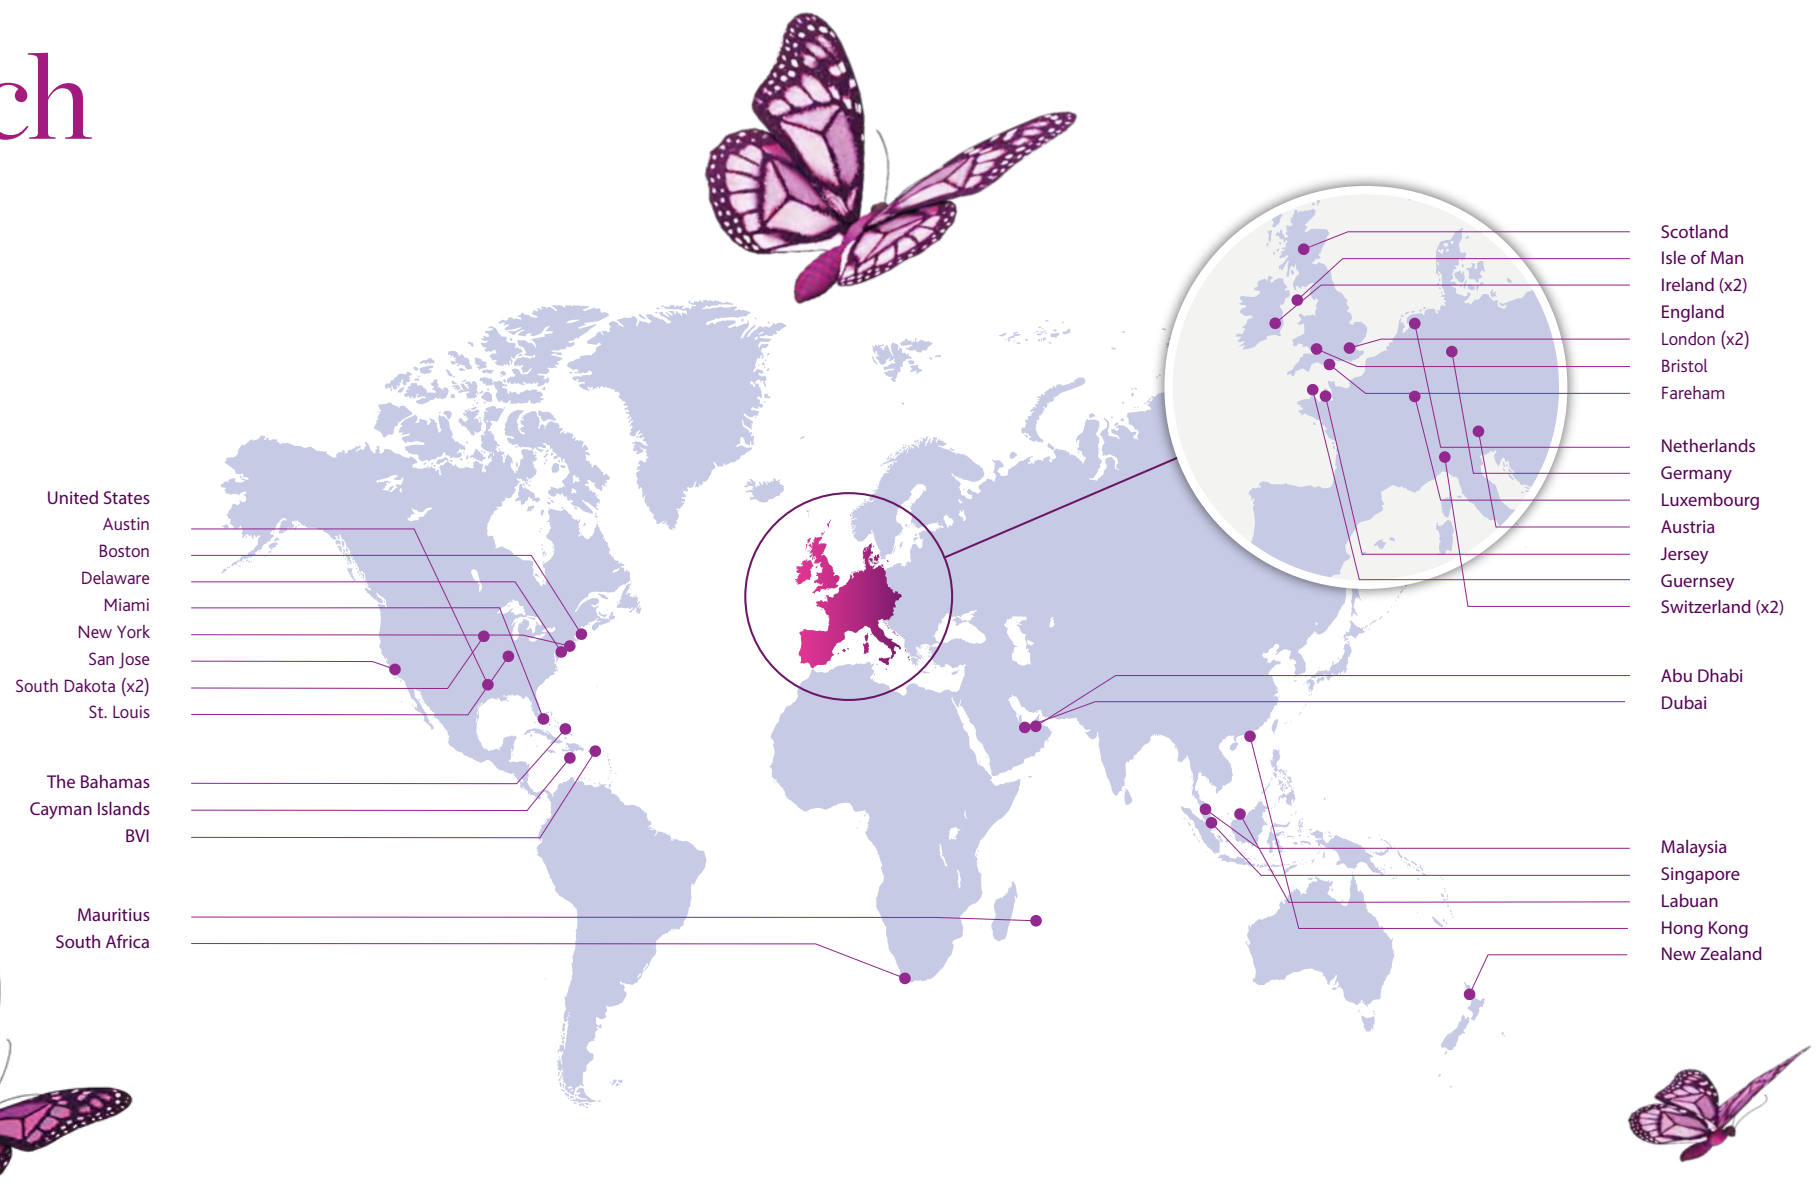 ch
United States
Austin
Boston
Delaware
Miami
New York
San Jose
South Dakota (x2)
St. Louis
The Bahamas
Cayman Islands
BVI
Mauritius
South Africa
Scotland
Isle of Man
Ireland (x2)
England
London (x2)
Bristol
Fareham
Netherlands
Germany
Luxembourg
Austria
Jersey
Guernsey
Switzerland (x2)
Abu Dhabi
Dubai
Malaysia
Singapore
Labuan
Hong Kong
New Zealand